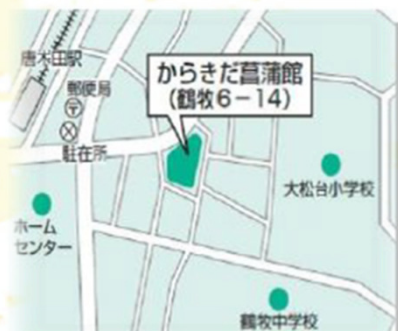 唐木田駅
郵便局
〒
駐在所
からきだ菖蒲館
(鶴牧6-14)
大松台小学校
ホーム
センター
鶴牧中学校